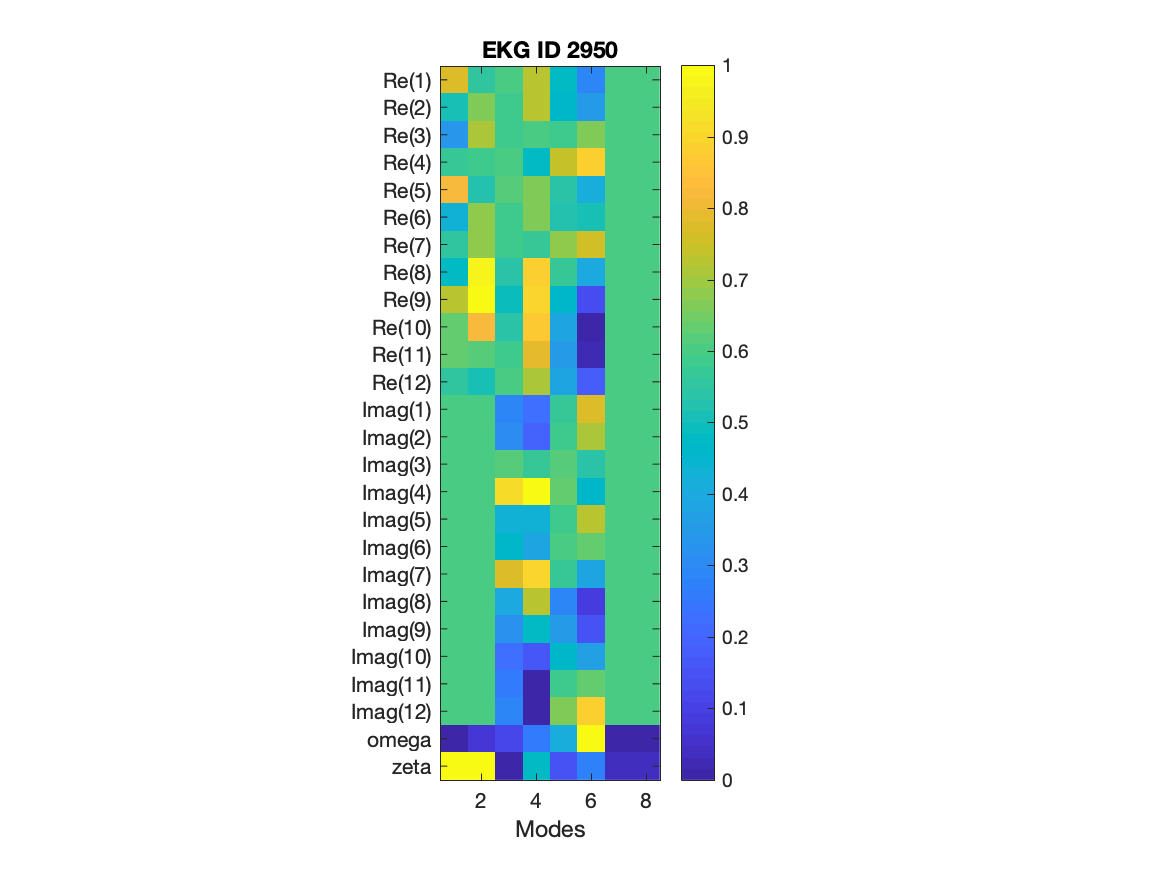 EKG ID 2950
Re(1)
Re(2)
Re(3)
Re(4)
Re(5)
Re(6)
Re(7)
Re(8)
Re(9)
Re(10)
Re(11)
Re(12)
Imag(1)
Imag(2)
Imag(3)
Imag(4)
Imag(5)
Imag(6)
Imag(7)
Imag(8)
Imag(9)
Imag(10)
Imag(11)
Imag(12)
omega
zeta
2 4 6 8
Modes
1
0.9
0.8
0.7
0.6
0.5
0.4
0.3
0.2
0.1
0